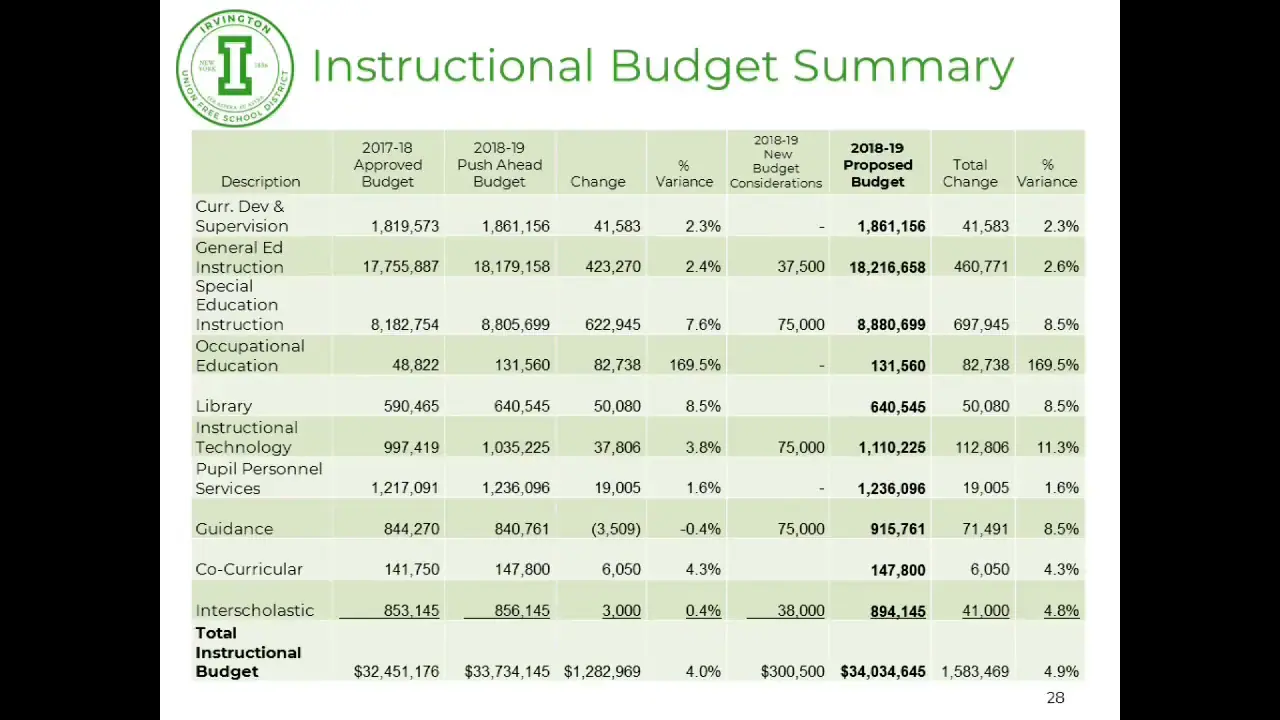 IRVINGTON
NEW YORK
1896
UNION FREE SCHOOL DISTRICT
Instructional Budget Summary
Description
2017-18 Approved Budget
2018-19 Push Ahead Budget
Change
% Variance
2018-19 New Budget Considerations
2018-19 Proposed Budget
Total Change
% Variance
Curr. Dev &
Supervision 1,819,573 1,861,156 41,583 2.3% - 1,861,156 41,583 2.3%
General Ed
Instruction 17,755,887 18,179,158 423,270 2.4% 37,500 18,216,658 460,771 2.6%
Special
Education
Instruction 8,182,754 8,805,699 622,945 7.6% 75,000 8,880,699 697,945 8.5%
Occupational
Education 48,822 131,560 82,738 169.5% - 131,560 82,738 169.5%
Library 590,465 640,545 50,080 8.5% 640,545 50,080 8.5%
Instructional
Technology 997,419 1,035,225 37,806 3.8% 75,000 1,110,225 112,806 11.3%
Pupil Personnel
Services 1,217,091 1,236,096 19,005 1.6% - 1,236,096 19,005 1.6%
Guidance 844,270 840,761 (3,509) -0.4% 75,000 915,761 71,491 8.5%
Co-Curricular 141,750 147,800 6,050 4.3% 147,800 6,050 4.3%
Interscholastic 853,145 856,145 3,000 0.4% 38,000 894,145 41,000 4.8%
Total
Instructional
Budget $32,451,176 $33,734,145 $1,282,969 4.0% $300,500 $34,034,645 1,583,469 4.9%
28